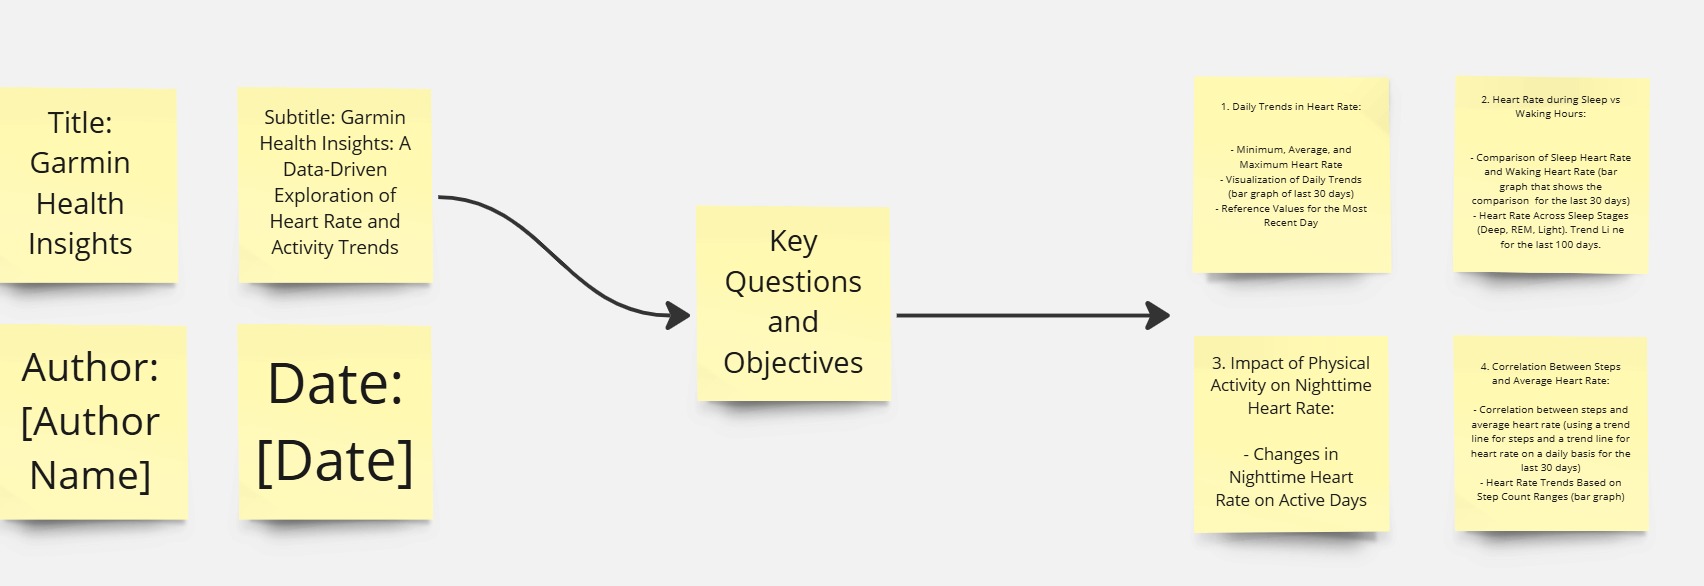 Title:
Garmin
Health
Insights
Subtitle: Garmin
Health Insights: A
Data-Driven
Exploration of
Heart Rate and
Activity Trends
Author:
[Author
Name]
Date:
[Date]
Key
Questions
and
Objectives
1. Daily Trends in Heart Rate:
- Minimum, Average, and
Maximum Heart Rate
- Visualization of Daily Trends
(bar graph of last 30 days)
- Reference Values for the Most
Recent Day
2. Heart Rate during Sleep vs
Waking Hours:
- Comparison of Sleep Heart Rate
and Waking Heart Rate (bar
graph that shows the
comparison  for the last 30 days)
- Heart Rate Across Sleep Stages
(Deep, REM, Light). Trend Li ne
for the last 100 days.
3. Impact of Physical
Activity on Nighttime
Heart Rate:
- Changes in
Nighttime Heart
Rate on Active Days
4. Correlation Between Steps
and Average Heart Rate:
- Correlation between steps and
average heart rate (using a trend
line for steps and a trend line for
heart rate on a daily basis for the
last 30 days)
- Heart Rate Trends Based on
Step Count Ranges (bar graph)